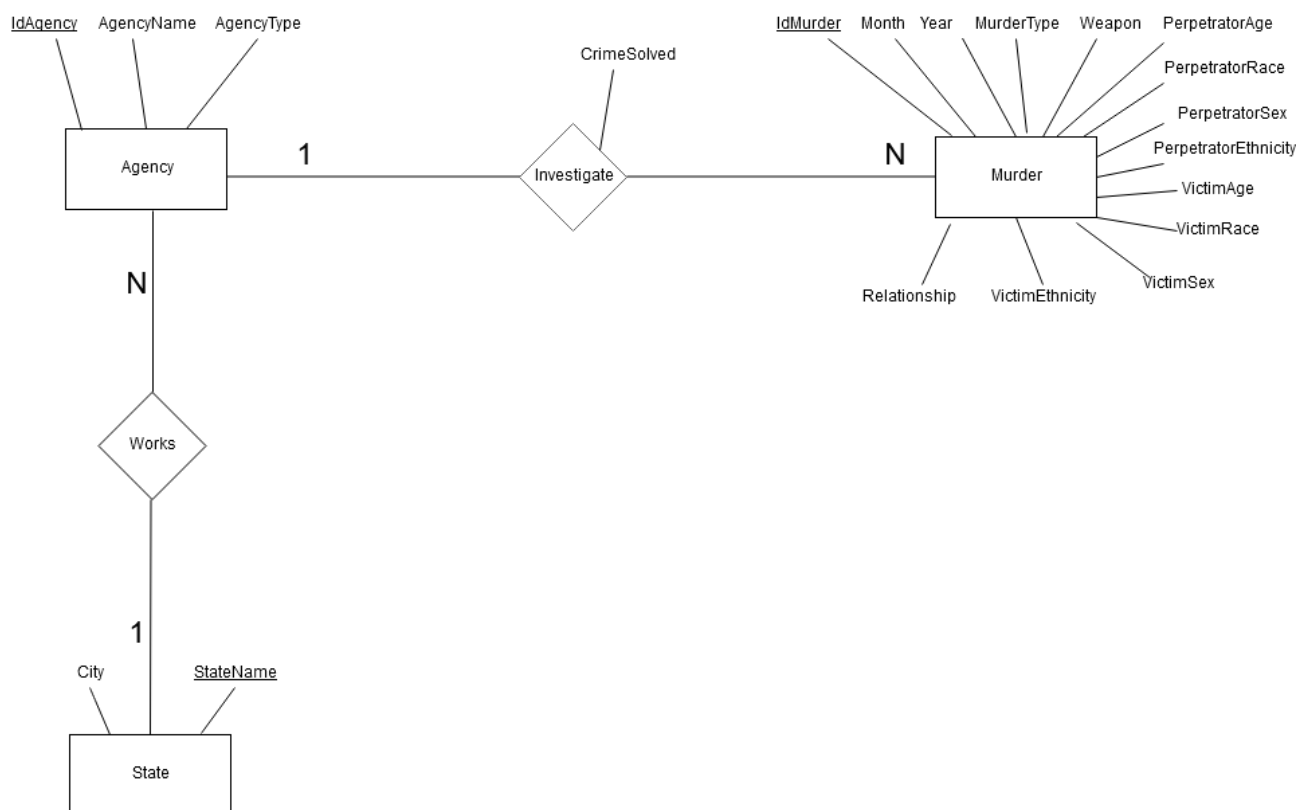 IdAgency AgencyName AgencyType
IdMurder Month Year MurderType Weapon PerpetratorAge
CrimeSolved
PerpetratorRace
PerpetratorSex
PerpetratorEthnicity
Agency
1
Investigate
N
Murder
VictimAge
VictimRace
VictimSex
Relationship VictimEthnicity
N
Works
1
City StateName
State